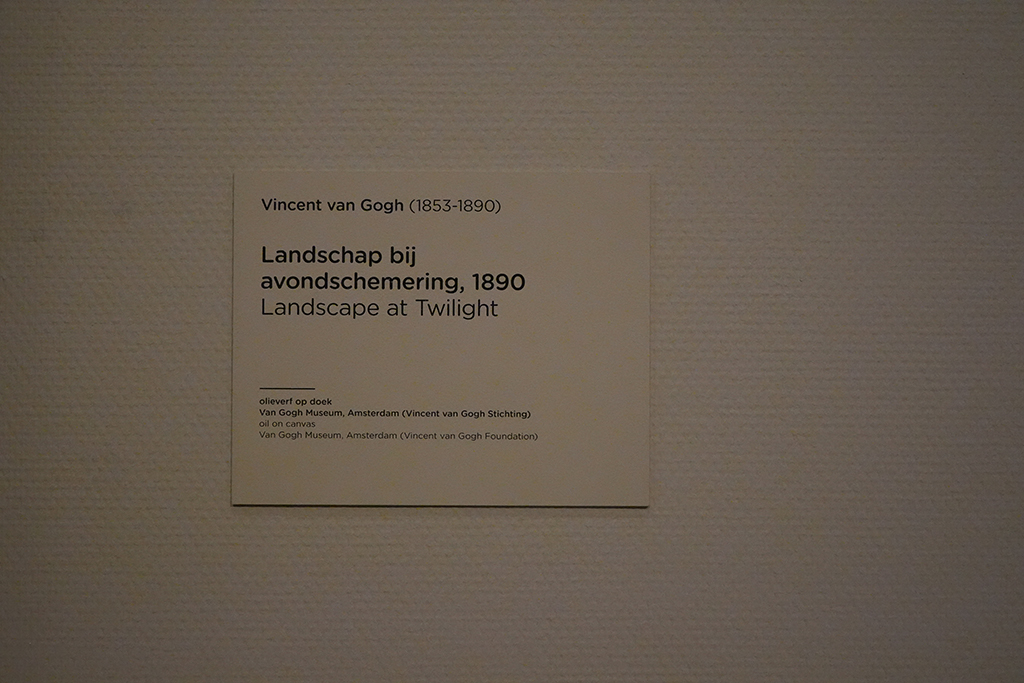 Vincent van Gogh (1853-1890)
Landschap bij
avondschemering, 1890
Landscape at Twilight
olieverf op doek
Van Gogh Museum, Amsterdam (Vincent van Gogh Stichting)
oil on canvas
Van Gogh Museum, Amsterdam (Vincent van Gogh Foundation)